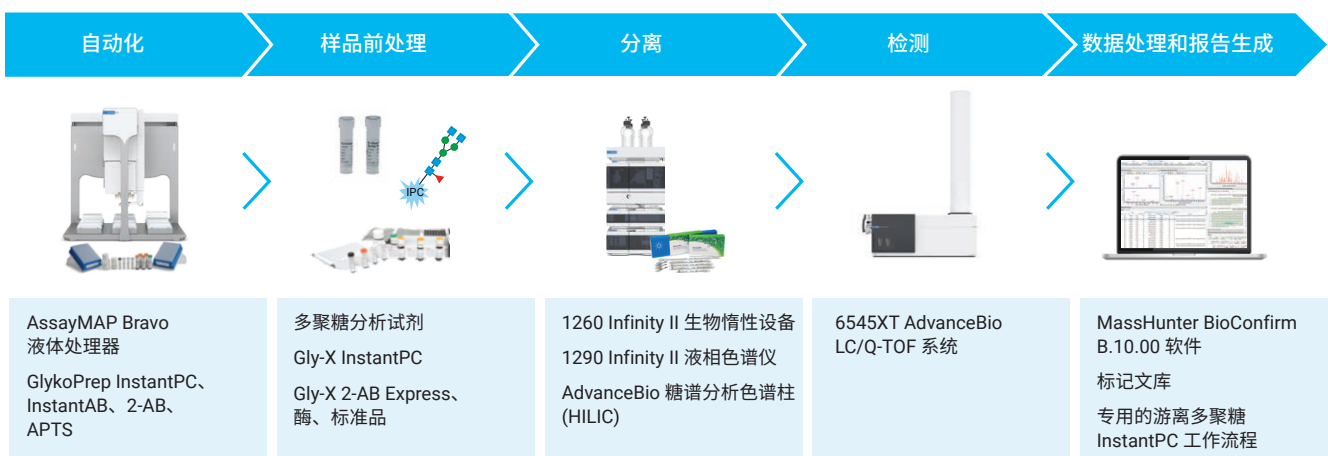 自动化
样品前处理
分离
检测
数据处理和报告生成
IPC
AssayMAP Bravo
液体处理器
GlykoPrep InstantPC、
InstantAB、2-AB、
APTS
多聚糖分析试剂
Gly-X InstantPC
Gly-X 2-AB Express、
酶、标准品
1260 Infinity II 生物惰性设备
1290 Infinity II 液相色谱仪
AdvanceBio 糖谱分析色谱柱
(HILIC)
6545XT AdvanceBio
LC/Q-TOF 系统
MassHunter BioConfirm
B.10.00 软件
标记文库
专用的游离多聚糖
InstantPC 工作流程